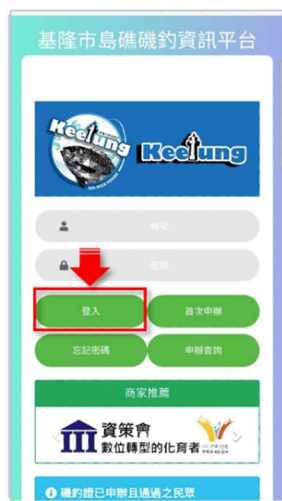 基隆市島礁磯釣資訊平台
Keelung
Keelung
帳號
密碼
登入
首次申辦
忘記密碼
申辦查詢
商家推薦
資策會
數位轉型的化育者
磯釣證已申辦且通過之民眾